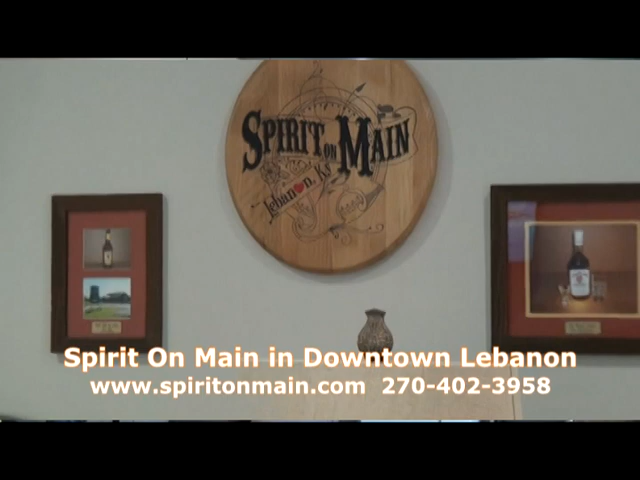 SPIRIT ON MAIN
Lebanon, Ky
Spirit On Main in Downtown Lebanon
www.spiritonmain.com 270-402-3958